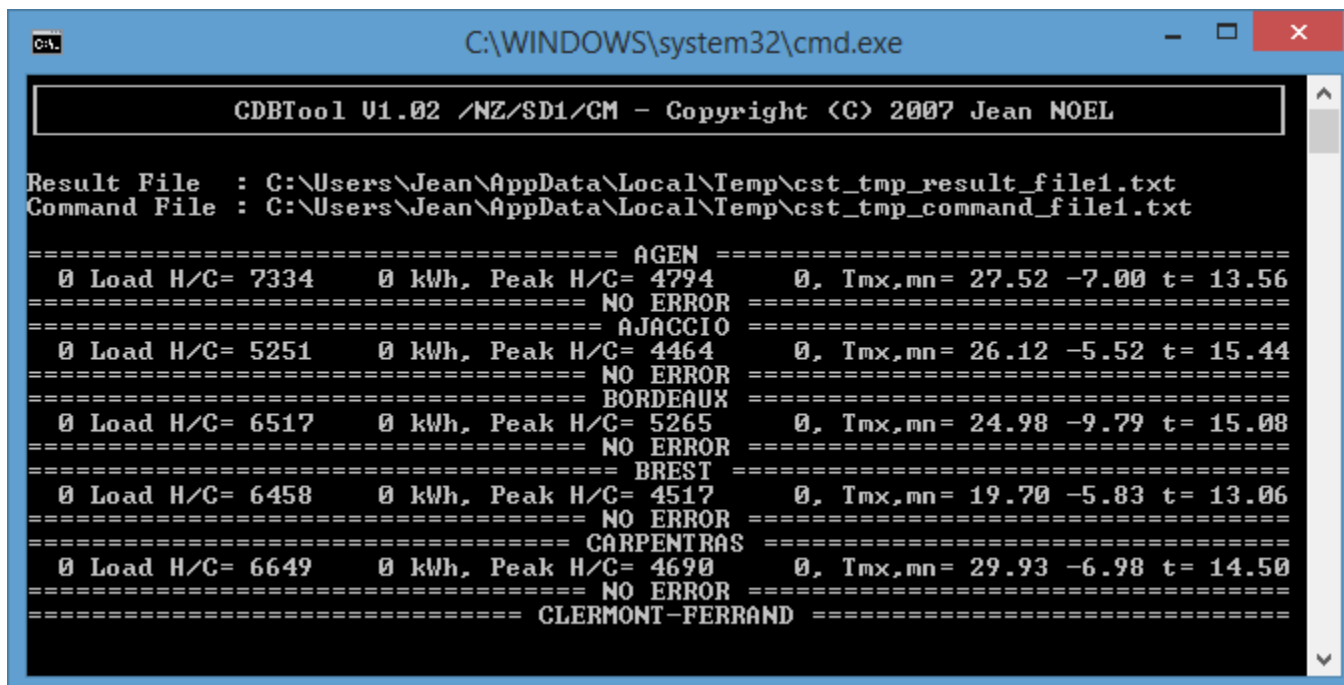 C:\WINDOWS\system32\cmd.exe
CDBTool V1.02 /NZ/SD1/CM - Copyright (C) 2007 Jean NOEL
Result File  : C:\Users\Jean\AppData\Local\Temp\cst_tmp_result_file1.txt
Command File : C:\Users\Jean\AppData\Local\Temp\cst_tmp_command_file1.txt
===================================== AGEN ====================================
  0 Load H/C= 7334    0 kWh, Peak H/C= 4794     0, Tmx,mn= 27.52 -7.00 t= 13.56
=================================== NO ERROR ==================================
==================================== AJACCIO ==================================
  0 Load H/C= 5251    0 kWh, Peak H/C= 4464     0, Tmx,mn= 26.12 -5.52 t= 15.44
=================================== NO ERROR ==================================
=================================== BORDEAUX ==================================
  0 Load H/C= 6517    0 kWh, Peak H/C= 5265     0, Tmx,mn= 24.98 -9.79 t= 15.08
=================================== NO ERROR ==================================
===================================== BREST ===================================
  0 Load H/C= 6458    0 kWh, Peak H/C= 4517     0, Tmx,mn= 19.70 -5.83 t= 13.06
=================================== NO ERROR ==================================
================================== CARPENTRAS =================================
  0 Load H/C= 6649    0 kWh, Peak H/C= 4690     0, Tmx,mn= 29.93 -6.98 t= 14.50
=================================== NO ERROR ==================================
=============================== CLERMONT-FERRAND ==============================